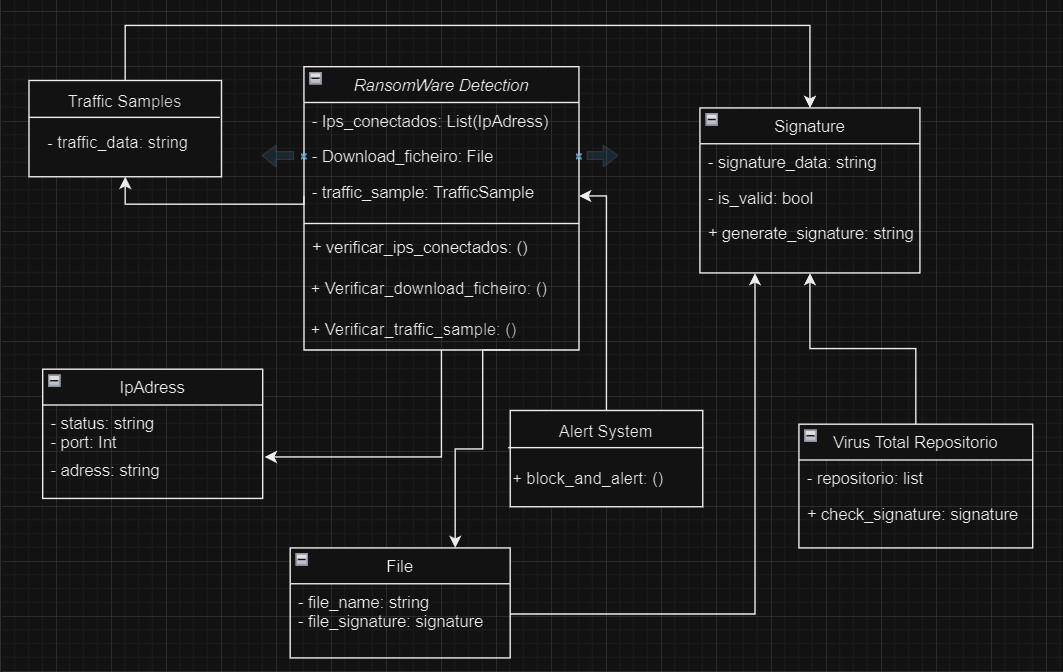 Traffic Samples
- traffic_data: string
RansomWare Detection
- Ips_conectados: List(IpAdress)
- Download_ficheiro: File
- traffic_sample: TrafficSample
+ verificar_ips_conectados: ()
+ Verificar_download_ficheiro: ()
+ Verificar_traffic_sample: ()
Signature
- signature_data: string
- is_valid: bool
+ generate_signature: string
IpAdress
- status: string
- port: Int
- adress: string
Alert System
+ block_and_alert: ()
Virus Total Repositorio
- repositorio: list
+ check_signature: signature
File
- file_name: string
- file_signature: signature